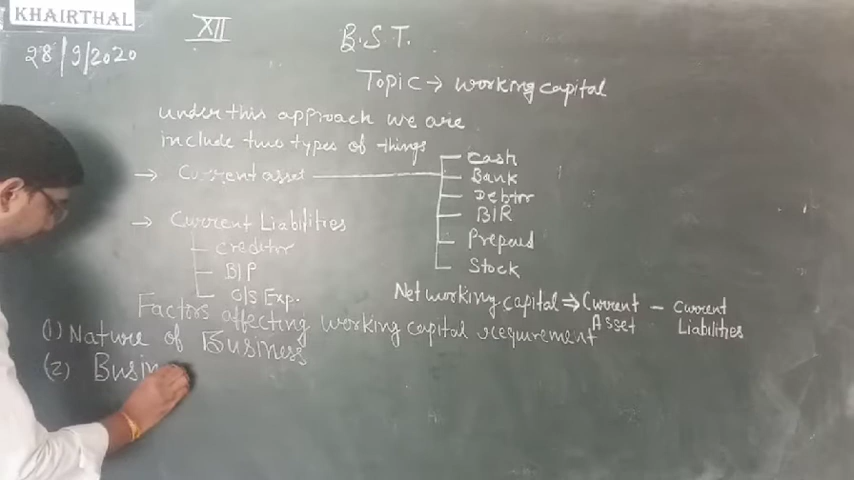 KHAIRTHAL
28/9/2020
XII
B.S.T.
Topic → working capital
under this approach we are
include two types of things
→ Current asset
Cash
Bank
Debtor
B/R
Prepaid
Stock
→ Current Liabilities
Creditor
B/P
O/S Exp.
Net working capital ⇒ Current Asset - Current Liabilities
Factors affecting working capital requirement
(1) Nature of Business
(2) Busin